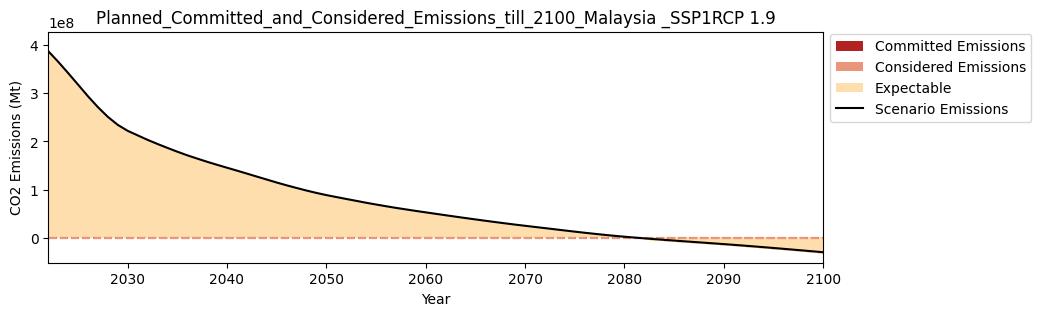 Planned_Committed_and_Considered_Emissions_till_2100_Malaysia _SSP1RCP 1.9
1e8
4
3
2
1
0
CO2 Emissions (Mt)
2030 2040 2050 2060 2070 2080 2090 2100
Year
Committed Emissions
Considered Emissions
Expectable
Scenario Emissions